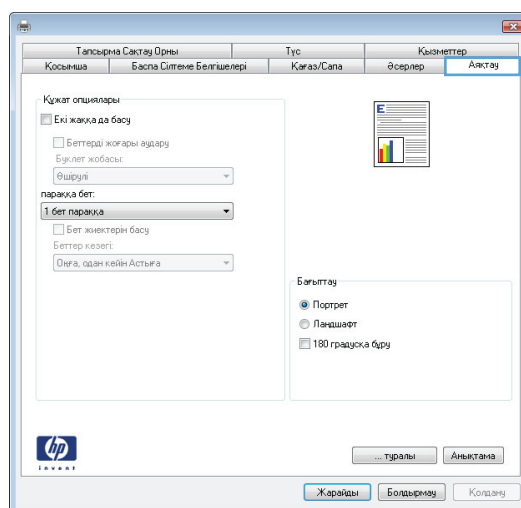 Тапсырма Сақтау Орны
Түс
Қызметтер
Қосымша
Баспа Сілтеме Белгішелері
Қағаз/Сапа
Әсерлер
Аяқтау
Құжат опциялары
Екі жаққа да басу
Беттерді жоғары аудару
Буклет жобасы:
Өшірулі
параққа бет:
1 бет параққа
Бет жиектерін басу
Беттер кезегі:
Оңға, одан кейін Астыға
E
Бағыттау
Портрет
Ландшафт
180 градусқа бұру
hp
invent
... туралы
Анықтама
Жарайды
Болдырмау
Қолдану